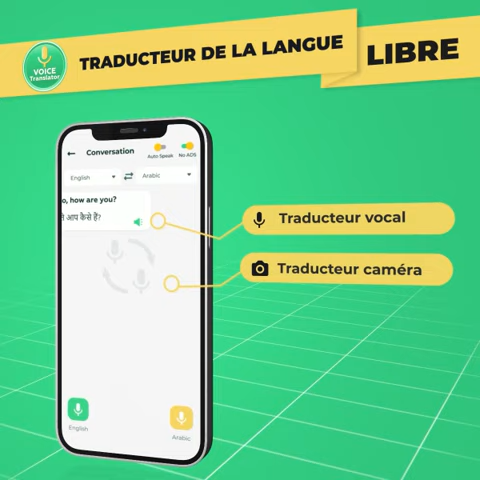 VOICE
Translator
TRADUCTEUR DE LA LANGUE
LIBRE
Conversation
Auto Speak
No ADS
English
Arabic
o, how are you?
आप कैसे हैं?
Traducteur vocal
Traducteur caméra
English
Arabic